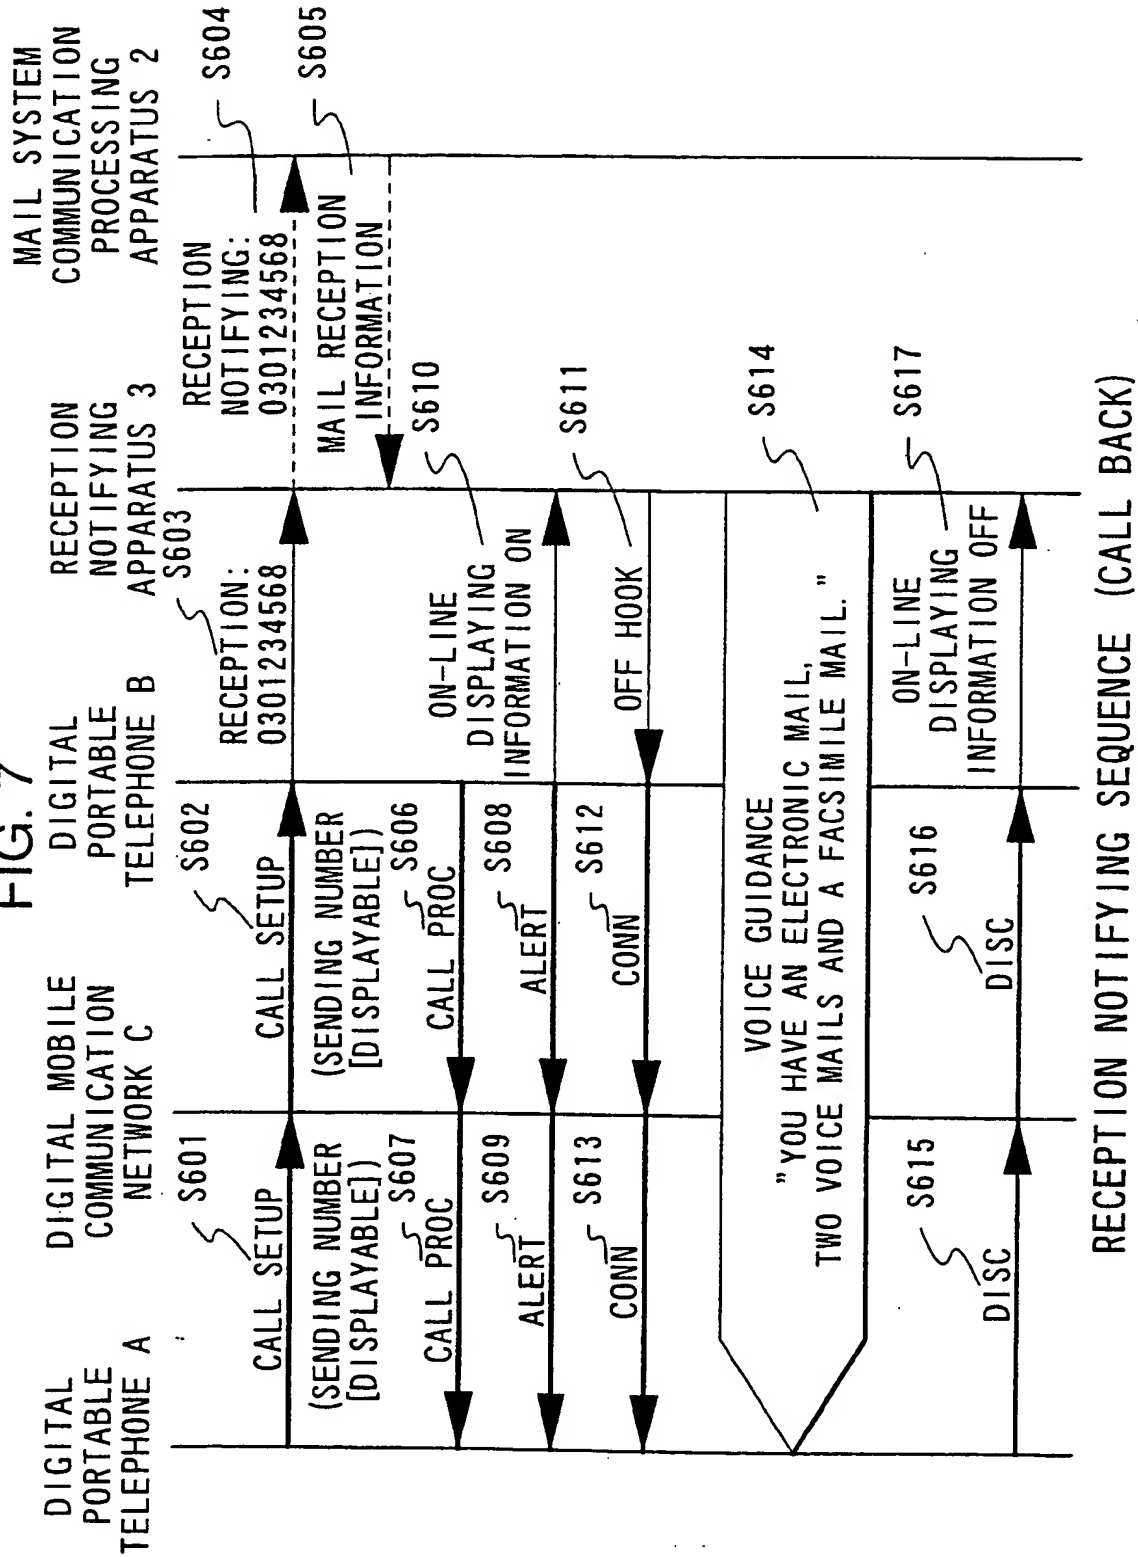 FIG. 7
DIGITAL
PORTABLE
TELEPHONE A
DIGITAL MOBILE
COMMUNICATION
NETWORK C
DIGITAL
PORTABLE
TELEPHONE B
RECEPTION
NOTIFYING
APPARATUS 3
MAIL SYSTEM
COMMUNICATION
PROCESSING
APPARATUS 2
S601
CALL SETUP
(SENDING NUMBER
[DISPLAYABLE])
S602
CALL SETUP
(SENDING NUMBER
[DISPLAYABLE])
S603
RECEPTION:
0301234568
S604
RECEPTION
NOTIFYING:
0301234568
S605
MAIL RECEPTION
INFORMATION
S607
CALL PROC
S606
CALL PROC
S609
ALERT
S608
ALERT
S610
ON-LINE
DISPLAYING
INFORMATION ON
S613
CONN
S612
CONN
S611
OFF HOOK
S614
VOICE GUIDANCE
"YOU HAVE AN ELECTRONIC MAIL,
TWO VOICE MAILS AND A FACSIMILE MAIL."
S615
DISC
S616
DISC
S617
ON-LINE
DISPLAYING
INFORMATION OFF
RECEPTION NOTIFYING SEQUENCE (CALL BACK)